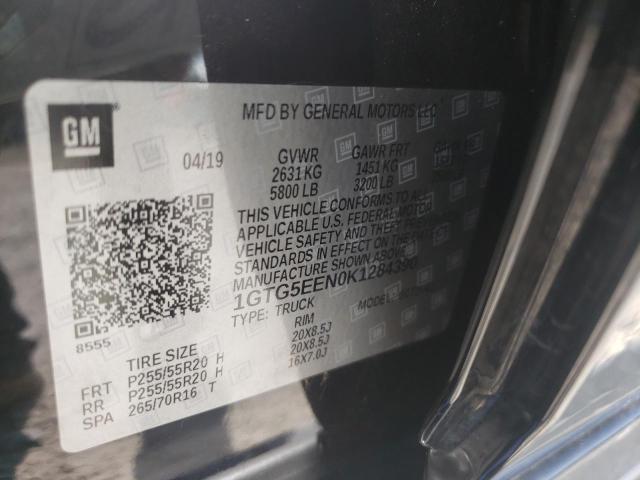 GM
MFD BY GENERAL MOTORS LLC
04/19
GVWR GAWR FRT
2631 KG 1451 KG
5800 LB 3200 LB
THIS VEHICLE CONFORMS TO ALL
APPLICABLE U.S. FEDERAL MOTOR
VEHICLE SAFETY AND THEFT
STANDARDS IN EFFECT ON THE
MANUFACTURE SHOWN ABOVE
1GTG5EEN0K1284390
TYPE: TRUCK
8555
TIRE SIZE RIM
FRT P255/55R20 H 20X8.5J
RR P255/55R20 H 20X8.5J
SPA 265/70R16 T 16X7.0J